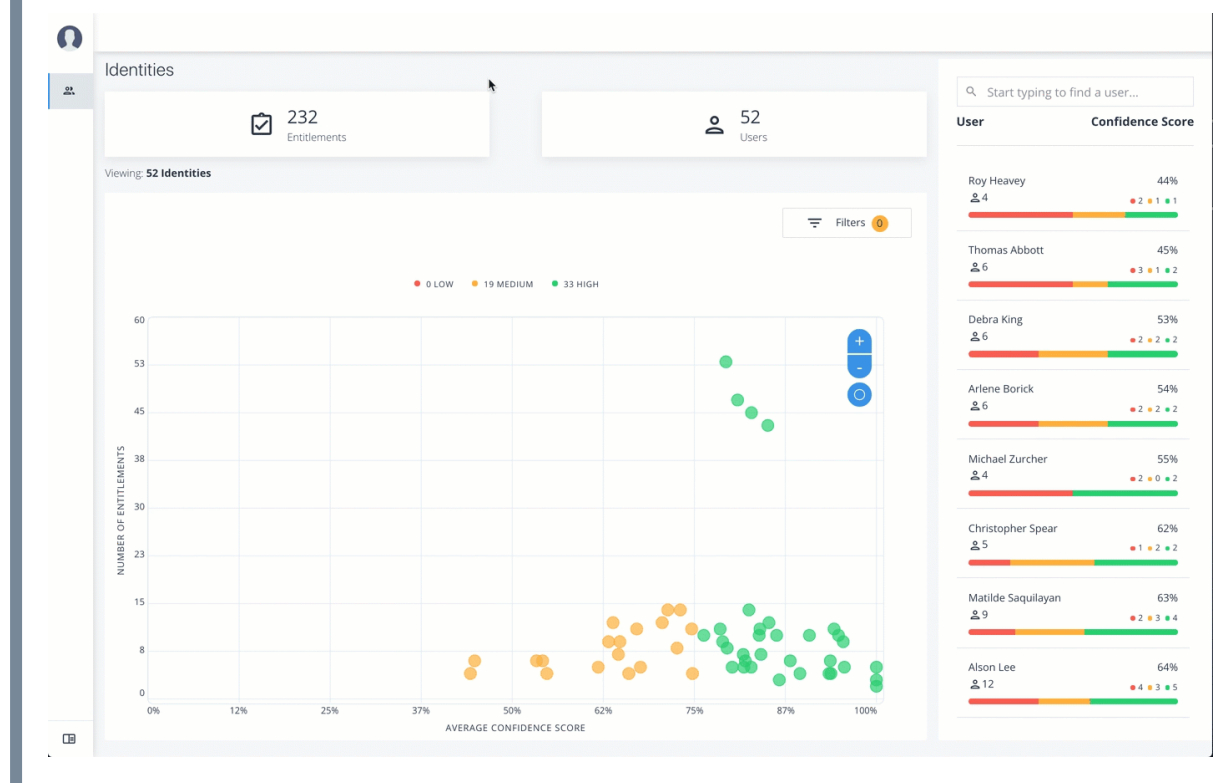 Identities
232
Entitlements
52
Users
Viewing: 52 Identities
Filters 0
0 LOW 19 MEDIUM 33 HIGH
+
-
NUMBER OF ENTITLEMENTS
60
53
45
38
30
23
15
8
0
0% 12% 25% 37% 50% 62% 75% 87% 100%
AVERAGE CONFIDENCE SCORE
Start typing to find a user...
User Confidence Score
Roy Heavey 44%
4 2 1 1
Thomas Abbott 45%
6 3 1 2
Debra King 53%
6 2 2 2
Arlene Borick 54%
6 2 2 2
Michael Zurcher 55%
4 2 0 2
Christopher Spear 62%
5 1 2 2
Matilde Saquilayan 63%
9 2 3 4
Alson Lee 64%
12 4 3 5